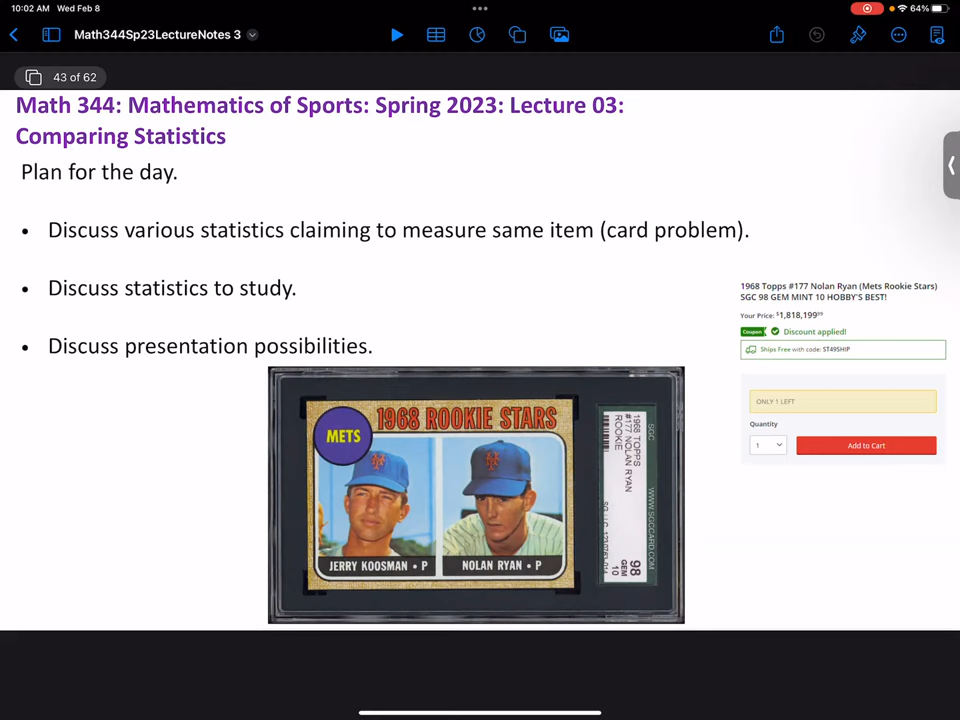 10:02 AM Wed Feb 8
64%
Math344Sp23LectureNotes 3
43 of 62
Math 344: Mathematics of Sports: Spring 2023: Lecture 03:
Comparing Statistics
Plan for the day.
• Discuss various statistics claiming to measure same item (card problem).
• Discuss statistics to study.
• Discuss presentation possibilities.
1968 Topps #177 Nolan Ryan (Mets Rookie Stars)
SGC 98 GEM MINT 10 HOBBY'S BEST!
Your Price: $1,818,199⁹⁹
Coupon Discount applied!
Ships Free with code: ST49SHIP
ONLY 1 LEFT
Quantity
1
Add to Cart
1968 ROOKIE STARS
METS
JERRY KOOSMAN • P
NOLAN RYAN • P
SGC WWW.SGCCARD.COM
1968 TOPPS
#177 NOLAN RYAN
ROOKIE
98
GEM
10